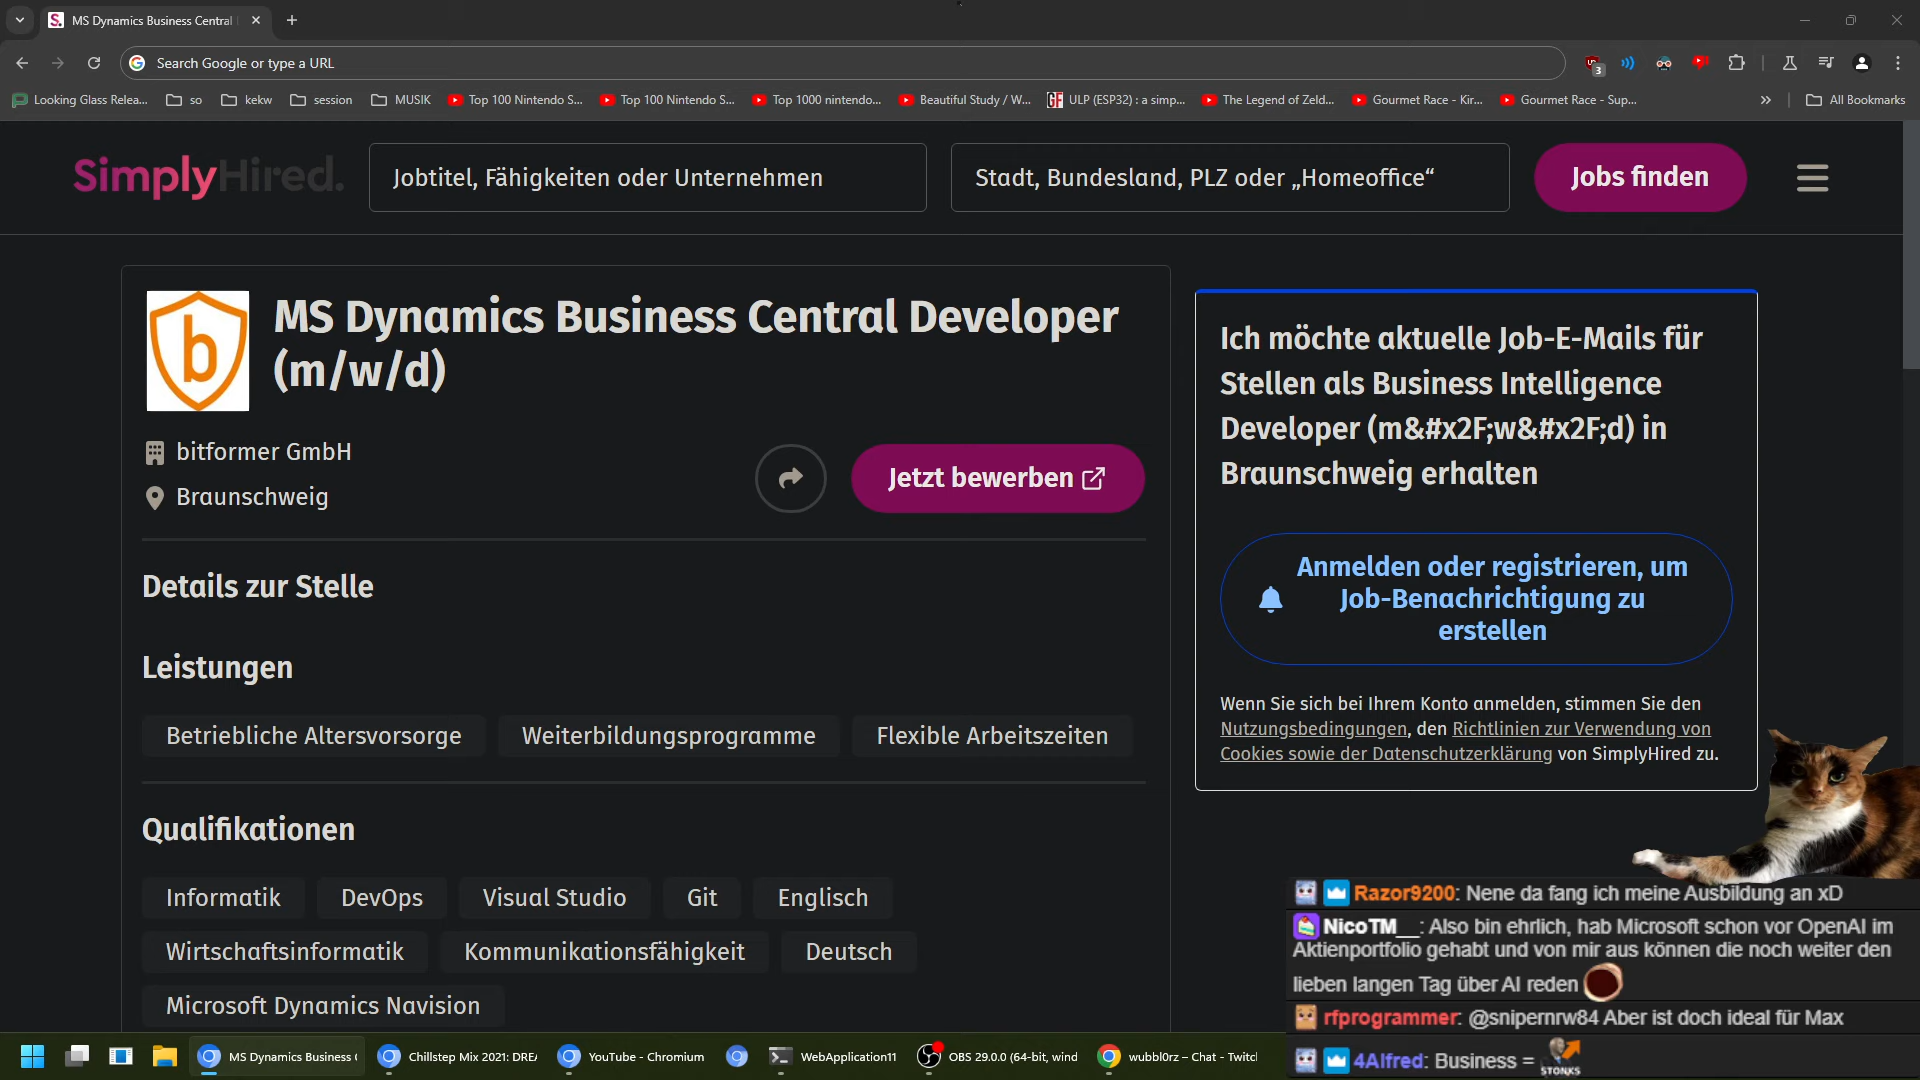 MS Dynamics Business Central
Search Google or type a URL
3
Looking Glass Relea...
so
kekw
session
MUSIK
Top 100 Nintendo S...
Top 100 Nintendo S...
Top 1000 nintendo...
Beautiful Study / W...
ULP (ESP32) : a simp...
The Legend of Zeld...
Gourmet Race - Kir...
Gourmet Race - Sup...
All Bookmarks
SimplyHired.
Jobtitel, Fähigkeiten oder Unternehmen
Stadt, Bundesland, PLZ oder „Homeoffice“
Jobs finden
b
MS Dynamics Business Central Developer
(m/w/d)
bitformer GmbH
Braunschweig
Jetzt bewerben
Details zur Stelle
Leistungen
Betriebliche Altersvorsorge
Weiterbildungsprogramme
Flexible Arbeitszeiten
Qualifikationen
Informatik
DevOps
Visual Studio
Git
Englisch
Wirtschaftsinformatik
Kommunikationsfähigkeit
Deutsch
Microsoft Dynamics Navision
Ich möchte aktuelle Job-E-Mails für
Stellen als Business Intelligence
Developer (m&#x2F;w&#x2F;d) in
Braunschweig erhalten
Anmelden oder registrieren, um
Job-Benachrichtigung zu
erstellen
Wenn Sie sich bei Ihrem Konto anmelden, stimmen Sie den
Nutzungsbedingungen, den Richtlinien zur Verwendung von
Cookies sowie der Datenschutzerklärung von SimplyHired zu.
Razor9200: Nene da fang ich meine Ausbildung an xD
NicoTM__: Also bin ehrlich, hab Microsoft schon vor OpenAI im
Aktienportfolio gehabt und von mir aus können die noch weiter den
lieben langen Tag über AI reden
rfprogrammer: @snipernrw84 Aber ist doch ideal für Max
4Alfred: Business =
STONKS
MS Dynamics Business C
Chillstep Mix 2021: DREA
YouTube - Chromium
WebApplication11
OBS 29.0.0 (64-bit, wind
wubbl0rz – Chat - Twitch